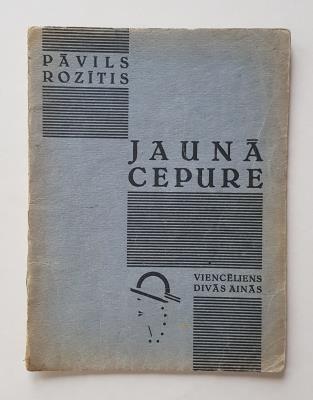 PĀVILS
ROZĪTIS
JAUNĀ
CEPURE
VIENCĒLIENS
DIVĀS AINĀS